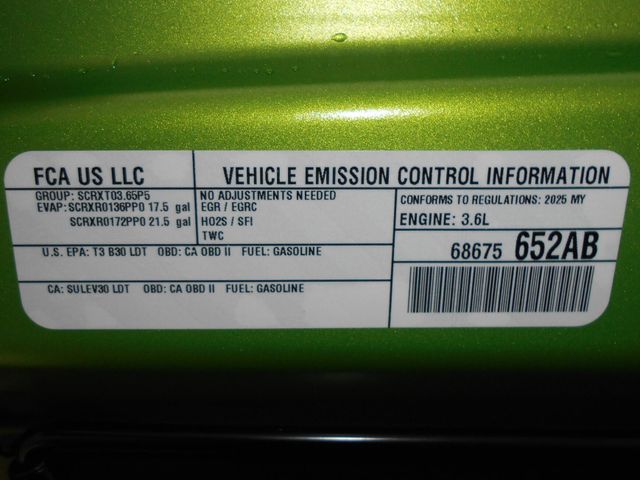 FCA US LLC
VEHICLE EMISSION CONTROL INFORMATION
GROUP: SCRXT03.65P5
EVAP: SCRXR0136PP0 17.5 gal
SCRXR0172PP0 21.5 gal
NO ADJUSTMENTS NEEDED
EGR / EGRC
HO2S / SFI
TWC
CONFORMS TO REGULATIONS: 2025 MY
ENGINE: 3.6L
U.S. EPA: T3 B30 LDT OBD: CA OBD II FUEL: GASOLINE
CA: SULEV30 LDT OBD: CA OBD II FUEL: GASOLINE
68675 652AB